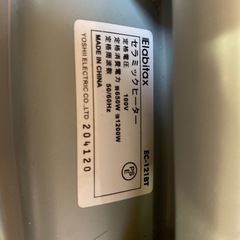 Elabitax
セラミックヒーター
EC-121BT
定格電圧 100V
定格消費電力 弱650W 強1200W
定格周波数 50/60Hz
MADE IN CHINA
PSE
YOSHII ELECTRIC CO.,LTD
204120